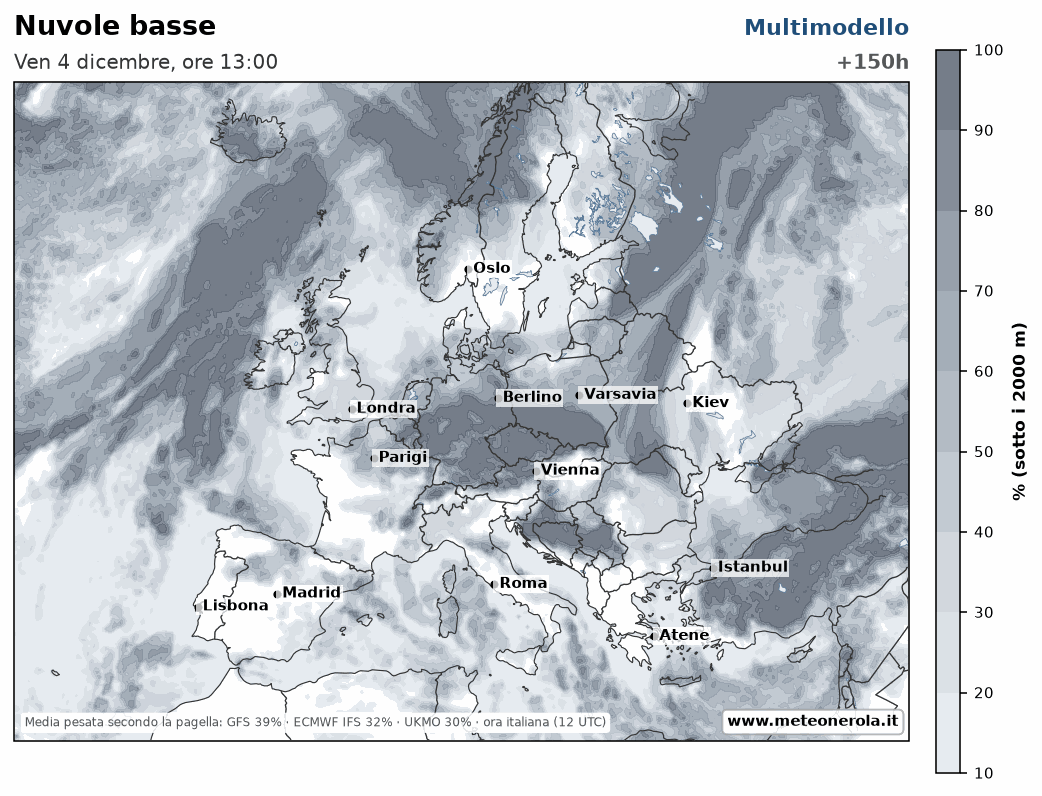 Nuvole basse
Multimodello
Ven 4 dicembre, ore 13:00
+150h
100
90
80
70
60
50
40
30
20
10
% (sotto i 2000 m)
Oslo
Berlino
Varsavia
Kiev
Londra
Parigi
Vienna
Istanbul
Roma
Madrid
Lisbona
Atene
Media pesata secondo la pagella: GFS 39% · ECMWF IFS 32% · UKMO 30% · ora italiana (12 UTC)
www.meteonerola.it